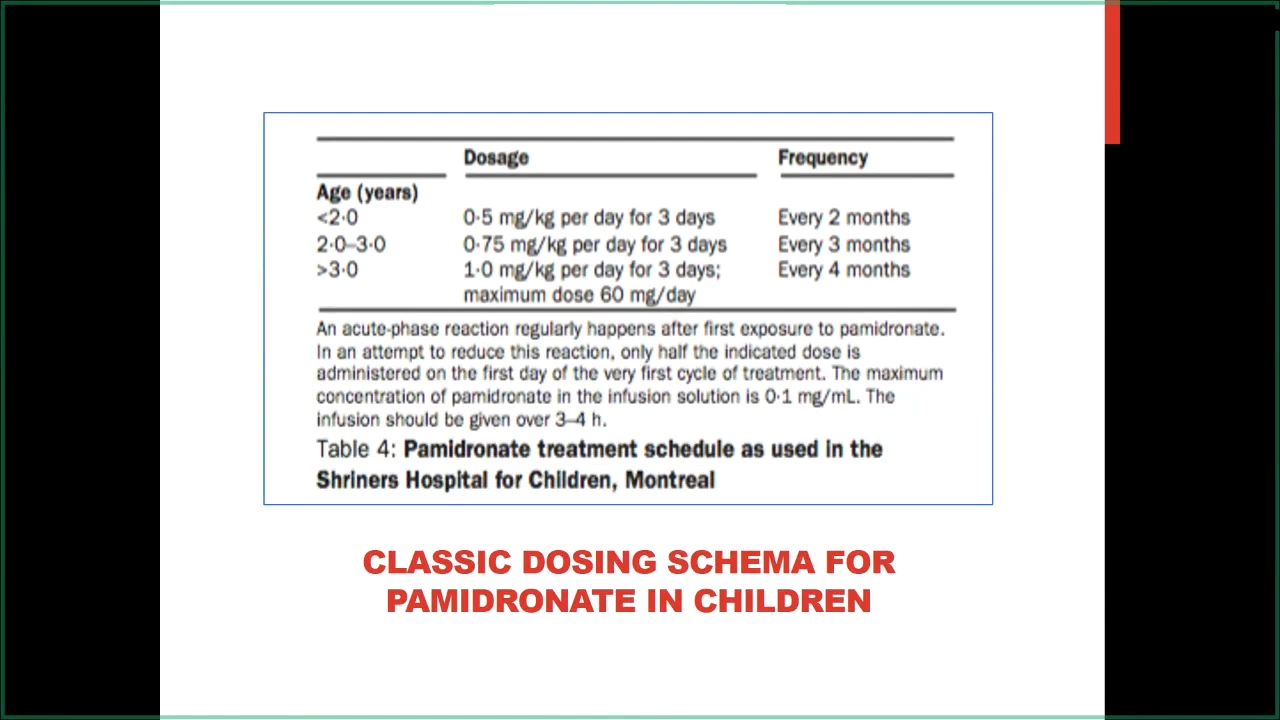 Dosage Frequency
Age (years)
<2·0 0·5 mg/kg per day for 3 days Every 2 months
2·0–3·0 0·75 mg/kg per day for 3 days Every 3 months
>3·0 1·0 mg/kg per day for 3 days; Every 4 months
maximum dose 60 mg/day
An acute-phase reaction regularly happens after first exposure to pamidronate.
In an attempt to reduce this reaction, only half the indicated dose is
administered on the first day of the very first cycle of treatment. The maximum
concentration of pamidronate in the infusion solution is 0·1 mg/mL. The
infusion should be given over 3–4 h.
Table 4: Pamidronate treatment schedule as used in the
Shriners Hospital for Children, Montreal
CLASSIC DOSING SCHEMA FOR
PAMIDRONATE IN CHILDREN